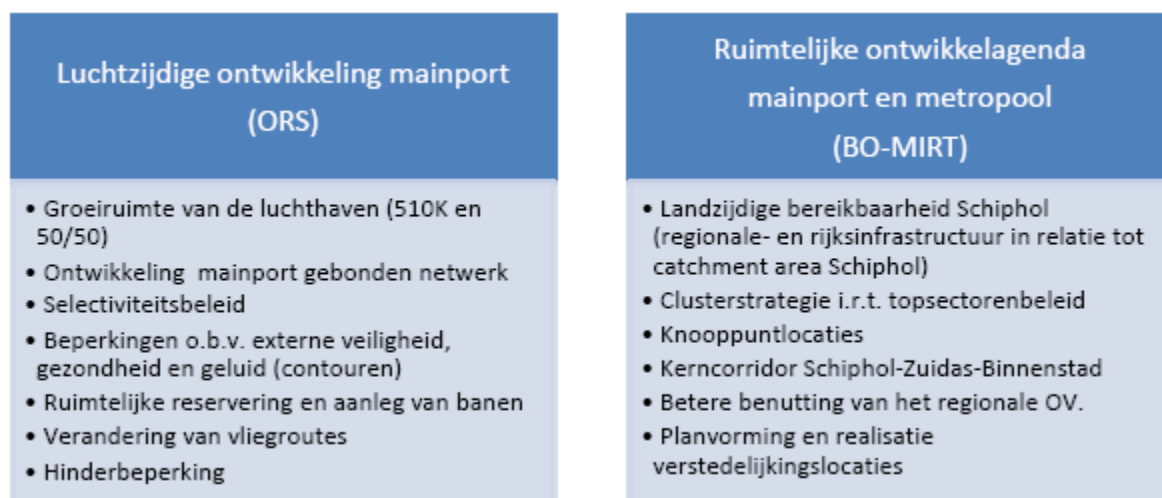 Luchtzijdige ontwikkeling mainport
(ORS)
• Groeiruimte van de luchthaven (510K en
50/50)
• Ontwikkeling  mainport gebonden netwerk
• Selectiviteitsbeleid
• Beperkingen o.b.v. externe veiligheid,
gezondheid en geluid (contouren)
• Ruimtelijke reservering en aanleg van banen
• Verandering van vliegroutes
• Hinderbeperking
Ruimtelijke ontwikkelagenda
mainport en metropool
(BO-MIRT)
• Landzijdige bereikbaarheid Schiphol
(regionale- en rijksinfrastructuur in relatie tot
catchment area Schiphol)
• Clusterstrategie i.r.t. topsectorenbeleid
• Knooppuntlocaties
• Kerncorridor Schiphol-Zuidas-Binnenstad
• Betere benutting van het regionale OV.
• Planvorming en realisatie
verstedelijkingslocaties